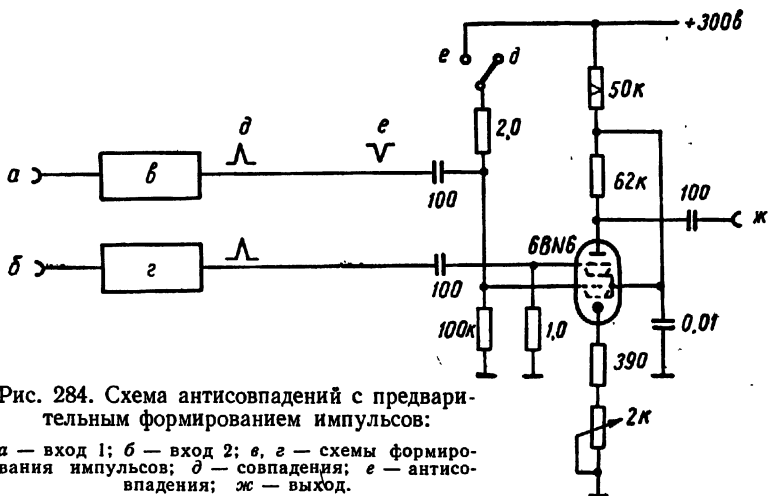 +300в
е
д
50к
2,0
д
е
а
в
100
62к
100
ж
6BN6
б
г
100
100к
1,0
0,01
390
2к
Рис. 284. Схема антисовпадений с предвари-
тельным формированием импульсов:
а — вход 1; б — вход 2; в, г — схемы формиро-
вания импульсов; д — совпадения; е — антисо-
впадения; ж — выход.